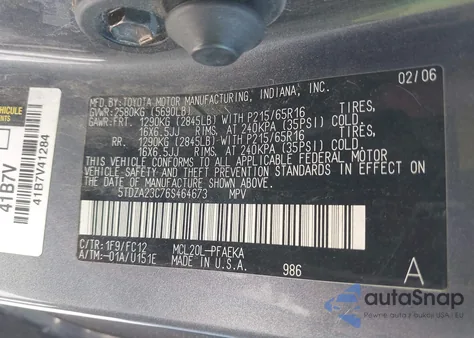 VEHICULE
41B7V
41B7V41284
MFD.BY:TOYOTA MOTOR MANUFACTURING, INDIANA, INC. 02/06
GVWR:2580KG (5690LB)
GAWR:FRT. 1290KG (2845LB) WITH P215/65R16 TIRES,
16X6.5JJ RIMS, AT 240KPA (35PSI) COLD.
RR. 1290KG (2845LB) WITH P215/65R16 TIRES,
16X6.5JJ RIMS, AT 240KPA (35PSI) COLD.
THIS VEHICLE CONFORMS TO ALL APPLICABLE FEDERAL MOTOR
VEHICLE-SAFETY AND THEFT PREVENTION STANDARDS IN EFFECT
ON THE DATE OF MANUFACTURE SHOWN ABOVE.
5TDZA23C76S464673 MPV
C/TR:1F9/FC12 MCL20L-PFAEKA
A/TM:-01A/U151E MADE IN U.S.A. 986 A
autoSnap
Pewne auto z USA